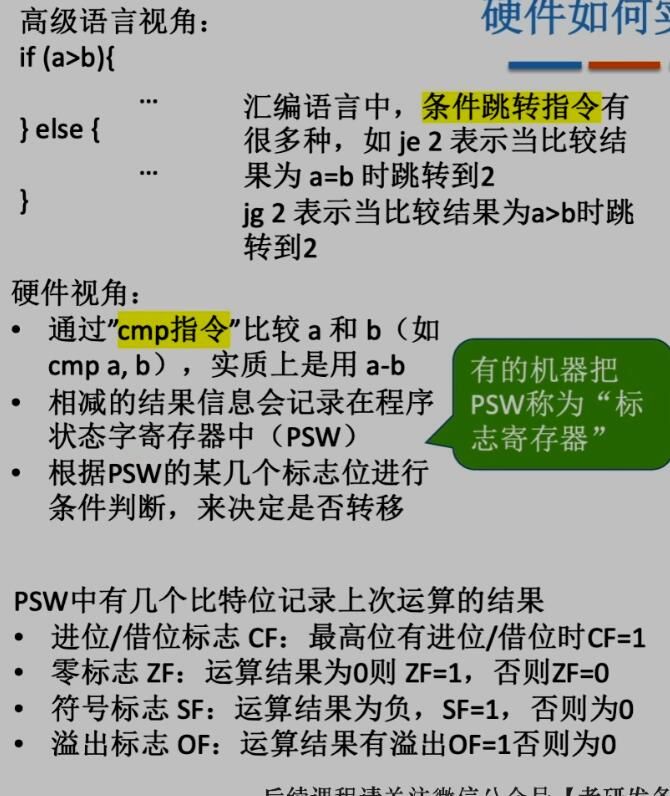 高级语言视角：
硬件如何实
if (a>b){
...
} else {
...
}
汇编语言中，条件跳转指令有
很多种，如 je 2 表示当比较结
果为 a=b 时跳转到2
jg 2 表示当比较结果为a>b时跳
转到2
硬件视角：
• 通过”cmp指令”比较 a 和 b（如
cmp a, b），实质上是用 a-b
• 相减的结果信息会记录在程序
状态字寄存器中（PSW）
• 根据PSW的某几个标志位进行
条件判断，来决定是否转移
有的机器把
PSW称为“标
志寄存器”
PSW中有几个比特位记录上次运算的结果
• 进位/借位标志 CF：最高位有进位/借位时CF=1
• 零标志 ZF：运算结果为0则 ZF=1，否则ZF=0
• 符号标志 SF：运算结果为负，SF=1，否则为0
• 溢出标志 OF：运算结果有溢出OF=1否则为0